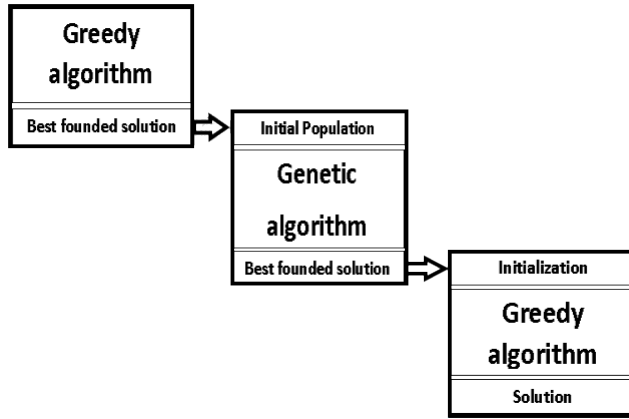 Greedy
algorithm
Best founded solution
Initial Population
Genetic
algorithm
Best founded solution
Initialization
Greedy
algorithm
Solution